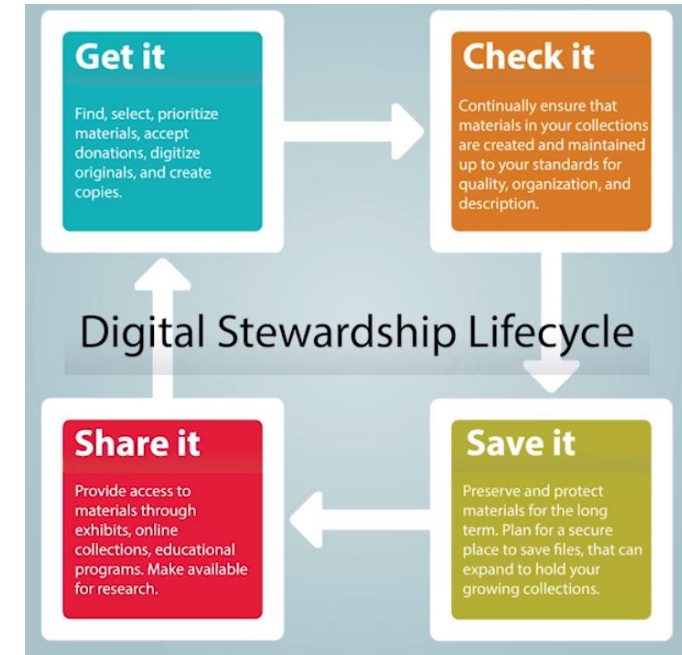 Get it
Find, select, prioritize
materials, accept
donations, digitize
originals, and create
copies.
Check it
Continually ensure that
materials in your collections
are created and maintained
up to your standards for
quality, organization, and
description.
Digital Stewardship Lifecycle
Share it
Provide access to
materials through
exhibits, online
collections, educational
programs. Make available
for research.
Save it
Preserve and protect
materials for the long
term. Plan for a secure
place to save files, that can
expand to hold your
growing collections.